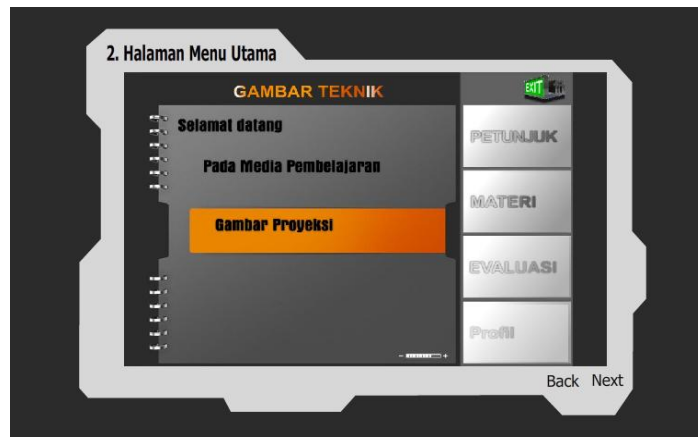 2. Halaman Menu Utama
GAMBAR TEKNIK
EXIT
Selamat datang
Pada Media Pembelajaran
Gambar Proyeksi
PETUNJUK
MATERI
EVALUASI
Profil
- +
Back Next